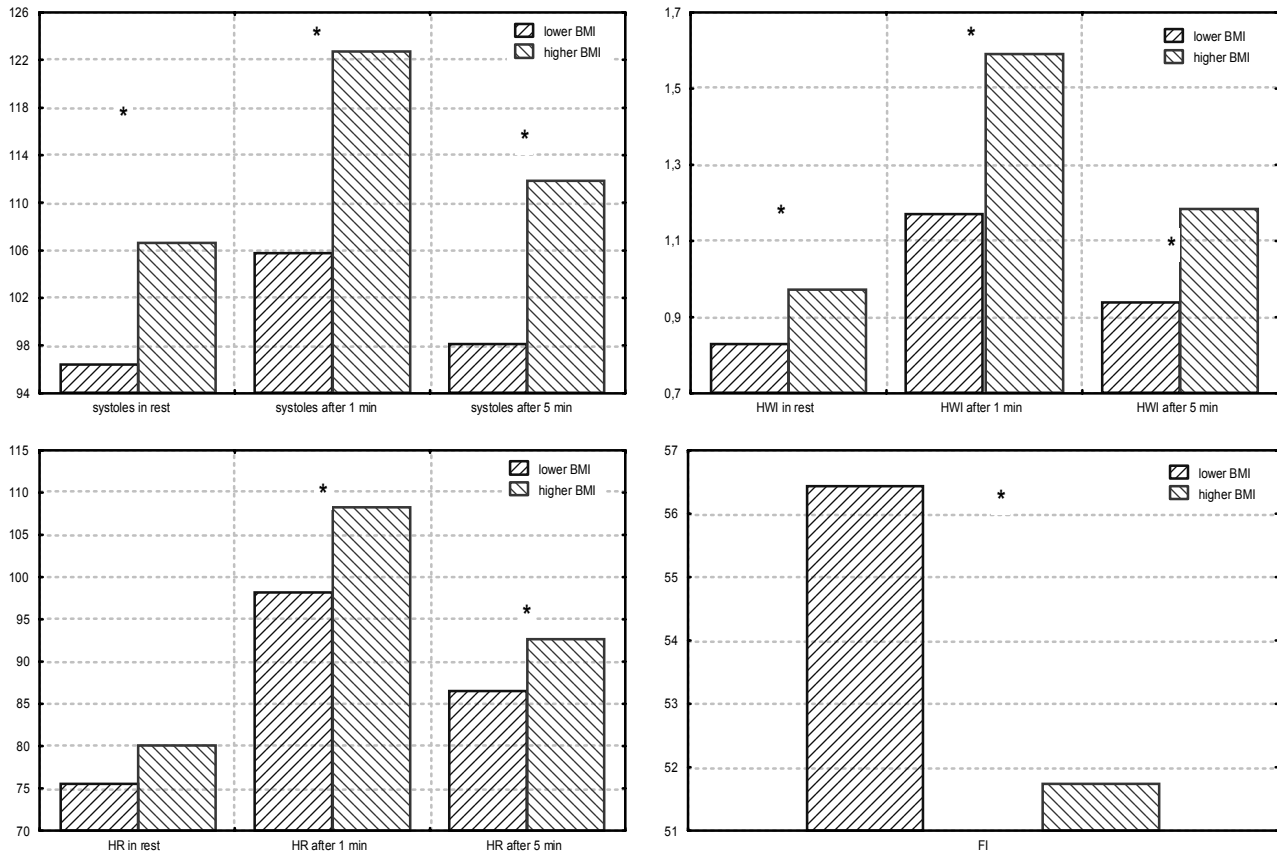 126
122
118
114
110
106
102
98
94
*
*
*
lower BMI
higher BMI
systoles in rest
systoles after 1 min
systoles after 5 min
1,7
1,5
1,3
1,1
0,9
0,7
*
*
*
lower BMI
higher BMI
HWI in rest
HWI after 1 min
HWI after 5 min
115
110
105
100
95
90
85
80
75
70
*
*
lower BMI
higher BMI
HR in rest
HR after 1 min
HR after 5 min
57
56
55
54
53
52
51
*
lower BMI
higher BMI
FI